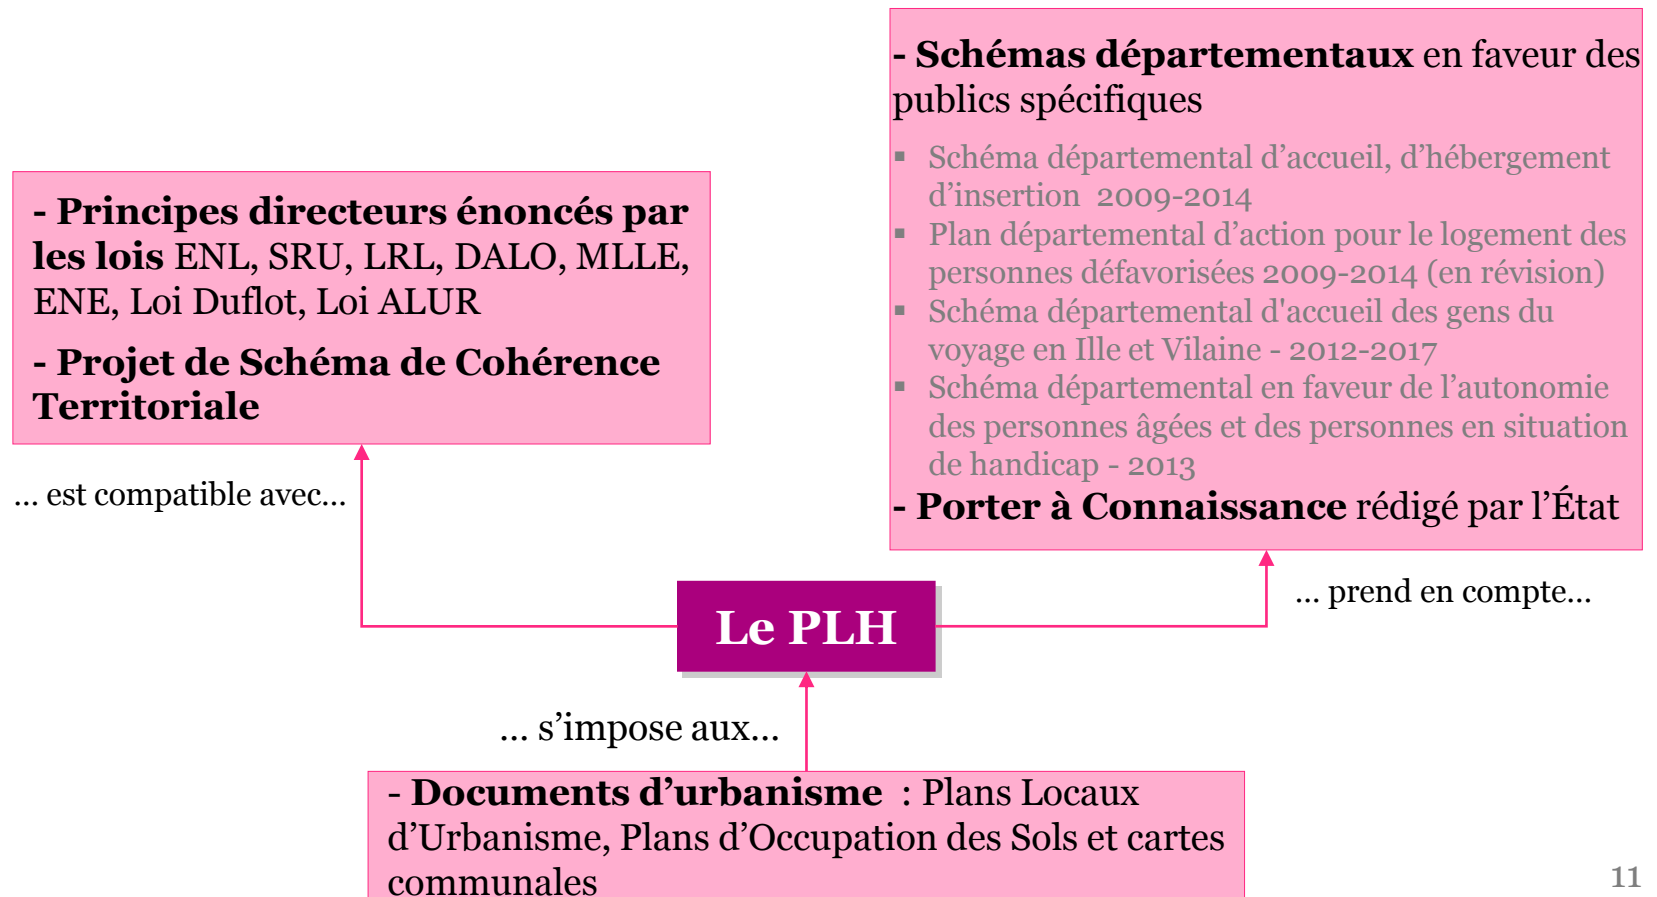 - Principes directeurs énoncés par
les lois ENL, SRU, LRL, DALO, MLLE,
ENE, Loi Duflot, Loi ALUR
- Projet de Schéma de Cohérence
Territoriale
- Schémas départementaux en faveur des
publics spécifiques
▪ Schéma départemental d’accueil, d’hébergement
d’insertion 2009-2014
▪ Plan départemental d’action pour le logement des
personnes défavorisées 2009-2014 (en révision)
▪ Schéma départemental d'accueil des gens du
voyage en Ille et Vilaine - 2012-2017
▪ Schéma départemental en faveur de l’autonomie
des personnes âgées et des personnes en situation
de handicap - 2013
- Porter à Connaissance rédigé par l’État
... est compatible avec...
... prend en compte...
Le PLH
... s’impose aux...
- Documents d’urbanisme : Plans Locaux
d’Urbanisme, Plans d’Occupation des Sols et cartes
communales
11